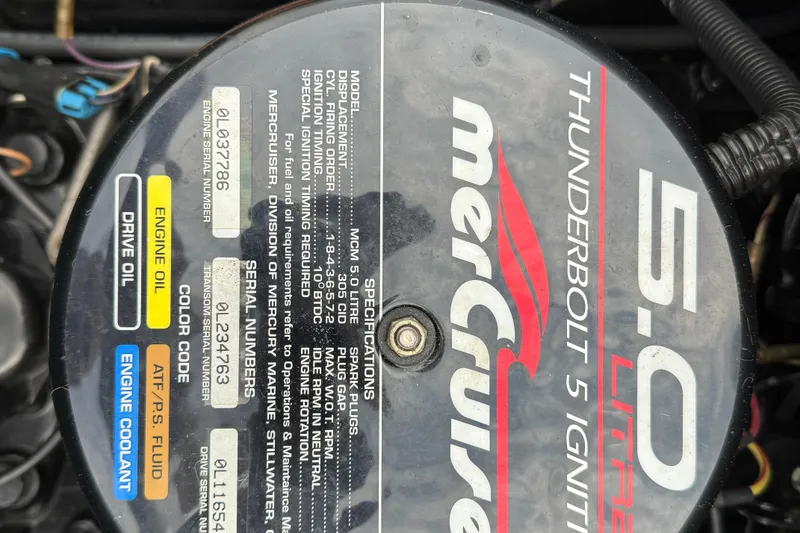 5.0
LITRE
THUNDERBOLT 5 IGNITI
merCruise
SPECIFICATIONS
MODEL MCM 5.0 LITRE
DISPLACEMENT 305 CID
CYL. FIRING ORDER 1-8-4-3-6-5-7-2
IGNITION TIMING 10° BTDC
SPECIAL IGNITION TIMING REQUIRED
SPARK PLUGS
PLUG GAP
MAX. W.O.T. RPM
IDLE RPM IN NEUTRAL
ENGINE ROTATION
For fuel and oil requirements refer to Operations & Maintaince Ma
MERCRUISER, DIVISION OF MERCURY MARINE, STILLWATER, O
SERIAL NUMBERS
0L037786
ENGINE SERIAL NUMBER
0L234763
TRANSOM SERIAL NUMBER
0L11654
DRIVE SERIAL NU
COLOR CODE
ENGINE OIL
ATF/P.S. FLUID
DRIVE OIL
ENGINE COOLANT